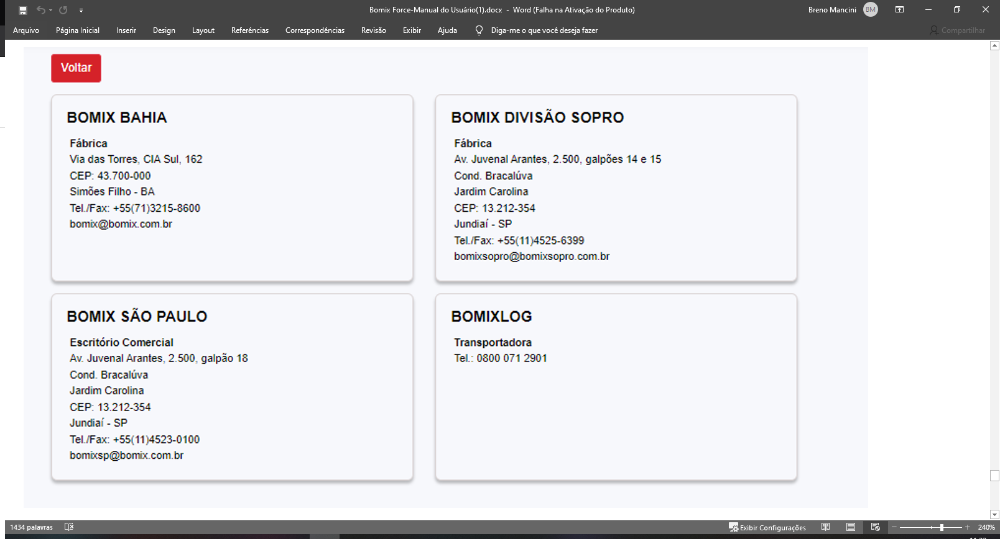 Bomix Force-Manual do Usuário(1).docx - Word (Falha na Ativação do Produto)
Breno Mancini
BM
Arquivo
Página Inicial
Inserir
Design
Layout
Referências
Correspondências
Revisão
Exibir
Ajuda
Diga-me o que você deseja fazer
Compartilhar
Voltar
BOMIX BAHIA
Fábrica
Via das Torres, CIA Sul, 162
CEP: 43.700-000
Simões Filho - BA
Tel./Fax: +55(71)3215-8600
bomix@bomix.com.br
BOMIX DIVISÃO SOPRO
Fábrica
Av. Juvenal Arantes, 2.500, galpões 14 e 15
Cond. Bracalúva
Jardim Carolina
CEP: 13.212-354
Jundiaí - SP
Tel./Fax: +55(11)4525-6399
bomixsopro@bomixsopro.com.br
BOMIX SÃO PAULO
Escritório Comercial
Av. Juvenal Arantes, 2.500, galpão 18
Cond. Bracalúva
Jardim Carolina
CEP: 13.212-354
Jundiaí - SP
Tel./Fax: +55(11)4523-0100
bomixsp@bomix.com.br
BOMIXLOG
Transportadora
Tel.: 0800 071 2901
1434 palavras
Exibir Configurações
240%